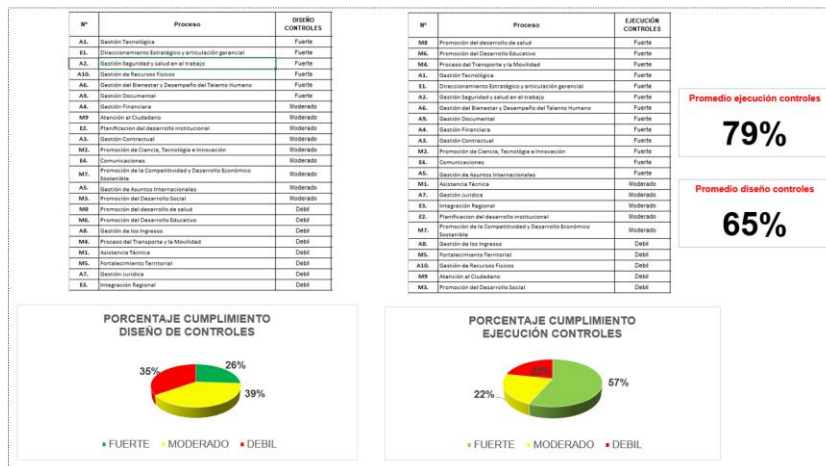 N° Proceso DISEÑO CONTROLES
A1. Gestión Tecnológica Fuerte
E1. Direccionamiento Estratégico y articulación gerencial Fuerte
A2. Gestión Seguridad y salud en el trabajo Fuerte
A10. Gestión de Recursos Físicos Fuerte
A6. Gestión del Bienestar y Desempeño del Talento Humano Fuerte
A9. Gestión Documental Fuerte
A4. Gestión Financiera Moderado
M9 Atención al Ciudadano Moderado
E2. Planificacion del desarrollo institucional Moderado
A3. Gestión Contractual Moderado
M2. Promoción de Ciencia, Tecnológia e Innovación Moderado
E4. Comunicaciones Moderado
M7. Promoción de la Competitividad y Desarrollo Económico Sostenible Moderado
A5. Gestión de Asuntos Internacionales Moderado
M3. Promoción del Desarrollo Social Moderado
M8 Promoción del desarrollo de salud Debil
M6. Promoción del Desarrollo Educativo Debil
A8. Gestión de los Ingresos Debil
M4. Proceso del Transporte y la Movilidad Debil
M1. Asistencia Técnica Debil
M5. Fortalecimiento Territorial Debil
A7. Gestión Jurídica Debil
E3. Integración Regional Debil
N° Proceso EJECUCIÓN CONTROLES
M8 Promoción del desarrollo de salud Fuerte
M6. Promoción del Desarrollo Educativo Fuerte
M4. Proceso del Transporte y la Movilidad Fuerte
A1. Gestión Tecnológica Fuerte
E1. Direccionamiento Estratégico y articulación gerencial Fuerte
A2. Gestión Seguridad y salud en el trabajo Fuerte
A6. Gestión del Bienestar y Desempeño del Talento Humano Fuerte
A9. Gestión Documental Fuerte
A4. Gestión Financiera Fuerte
A3. Gestión Contractual Fuerte
M2. Promoción de Ciencia, Tecnológia e Innovación Fuerte
E4. Comunicaciones Fuerte
A5. Gestión de Asuntos Internacionales Fuerte
M1. Asistencia Técnica Moderado
A7. Gestión Jurídica Moderado
E3. Integración Regional Moderado
E2. Planificacion del desarrollo institucional Moderado
M7. Promoción de la Competitividad y Desarrollo Económico Sostenible Moderado
A8. Gestión de los Ingresos Debil
M5. Fortalecimiento Territorial Debil
A10. Gestión de Recursos Físicos Debil
M9 Atención al Ciudadano Debil
M3. Promoción del Desarrollo Social Debil
Promedio ejecución controles
79%
Promedio diseño controles
65%
PORCENTAJE CUMPLIMIENTO
DISEÑO DE CONTROLES
35%
26%
39%
FUERTE MODERADO DEBIL
PORCENTAJE CUMPLIMIENTO
EJECUCIÓN CONTROLES
22%
57%
22%
FUERTE MODERADO DEBIL